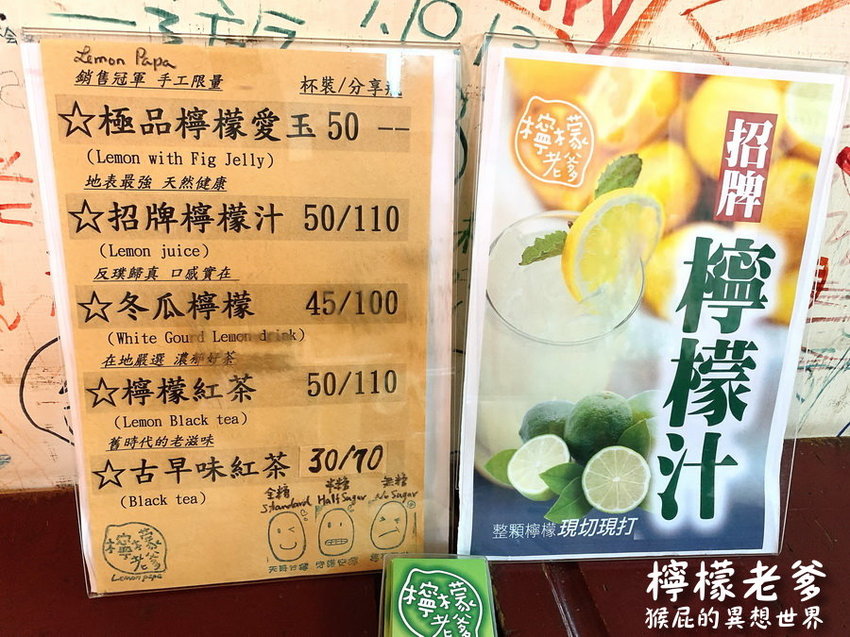 Lemon Papa
銷售冠軍 手工限量
杯裝/分享瓶
☆極品檸檬愛玉 50 --
(Lemon with Fig Jelly)
地表最強 天然健康
☆招牌檸檬汁 50/110
(Lemon juice)
反璞歸真 口感實在
☆冬瓜檸檬 45/100
(White Gourd Lemon drink)
在地嚴選 濃郁好茶
☆檸檬紅茶 50/110
(Lemon Black tea)
舊時代的老滋味
☆古早味紅茶 30/70
(Black tea)
全糖 半糖 無糖
Standard Half Sugar No Sugar
檸檬老爹
Lemon papa
檸檬老爹
招牌
檸檬汁
整顆檸檬現切現打
檸檬老爹
檸檬老爹
猴屁的異想世界